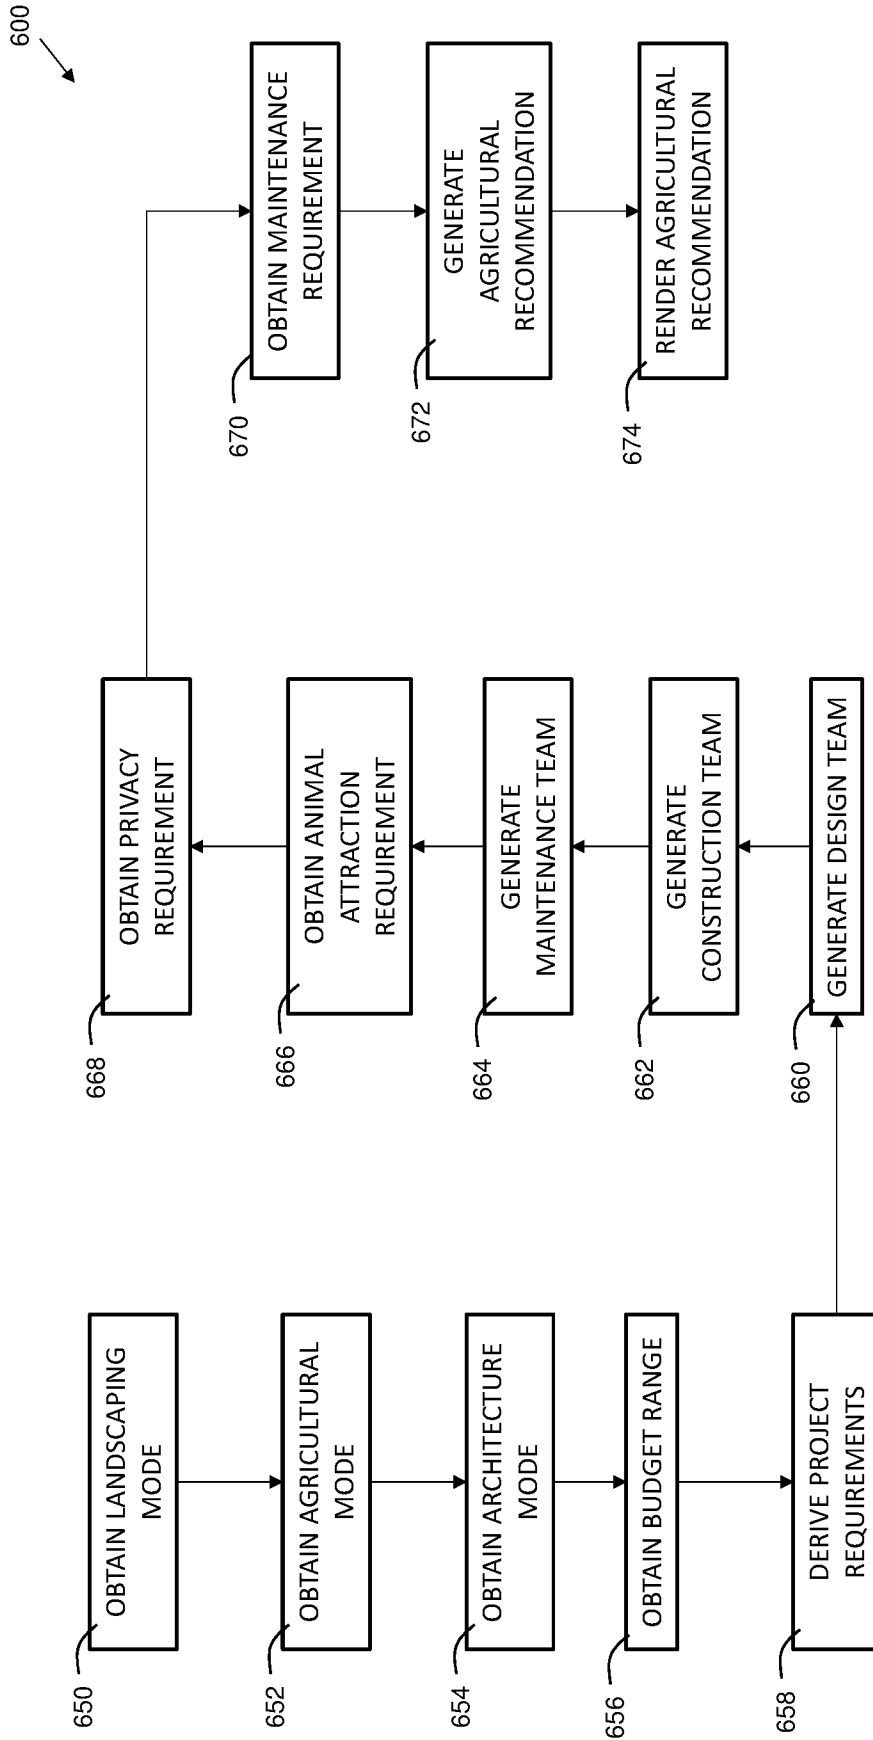 600
650
OBTAIN LANDSCAPING
MODE
652
OBTAIN AGRICULTURAL
MODE
654
OBTAIN ARCHITECTURE
MODE
656
OBTAIN BUDGET RANGE
658
DERIVE PROJECT
REQUIREMENTS
660
GENERATE DESIGN TEAM
662
GENERATE
CONSTRUCTION TEAM
664
GENERATE
MAINTENANCE TEAM
666
OBTAIN ANIMAL
ATTRACTION
REQUIREMENT
668
OBTAIN PRIVACY
REQUIREMENT
670
OBTAIN MAINTENANCE
REQUIREMENT
672
GENERATE
AGRICULTURAL
RECOMMENDATION
674
RENDER AGRICULTURAL
RECOMMENDATION